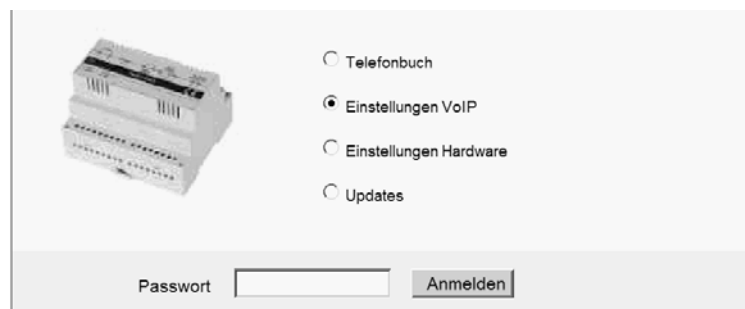 Telefonbuch
Einstellungen VoIP
Einstellungen Hardware
Updates
Passwort
Anmelden